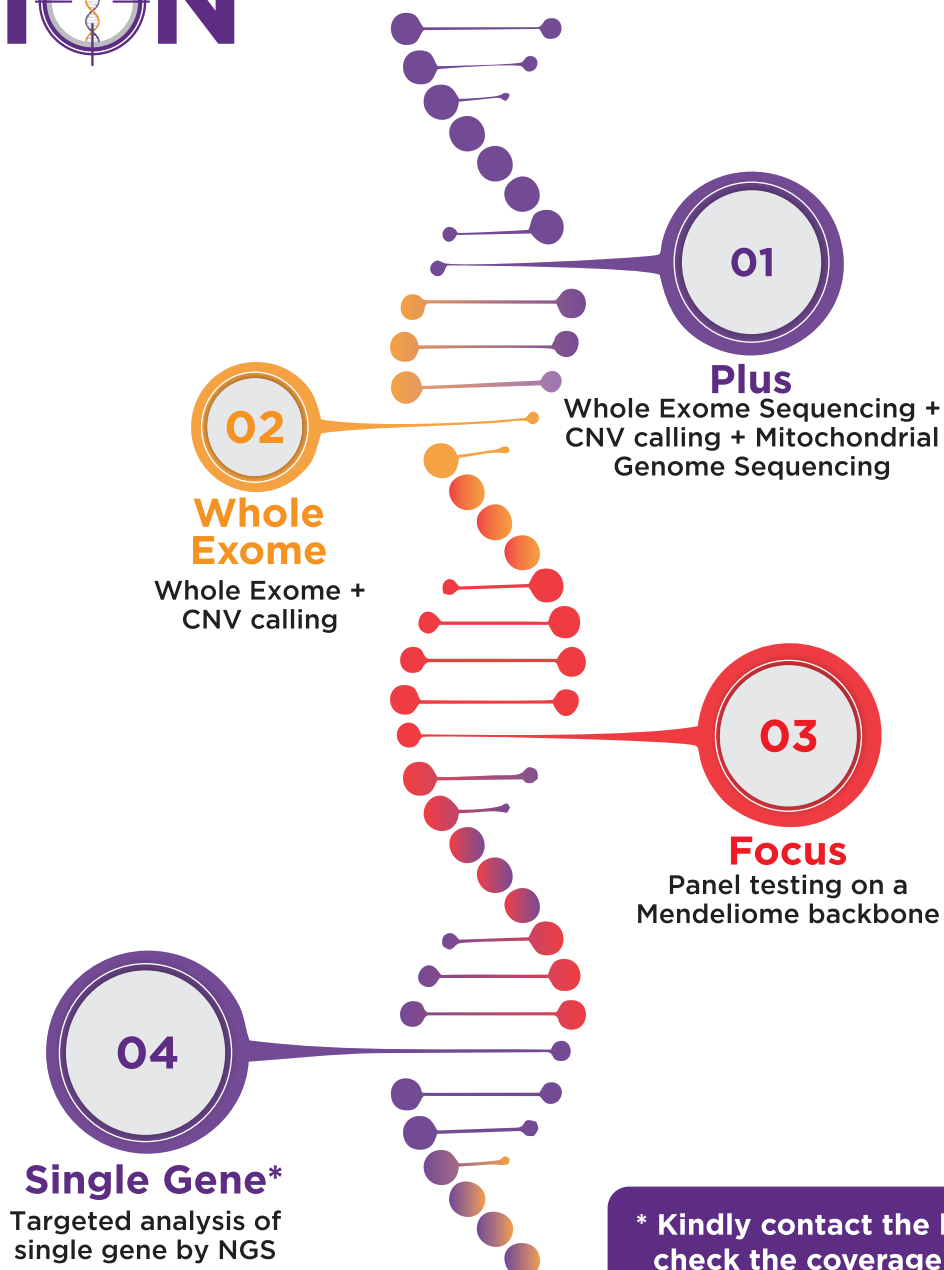 01
Plus
Whole Exome Sequencing +
CNV calling + Mitochondrial
Genome Sequencing
02
Whole
Exome
Whole Exome +
CNV calling
03
Focus
Panel testing on a
Mendeliome backbone
04
Single Gene*
Targeted analysis of
single gene by NGS
* Kindly contact the
check the coverage